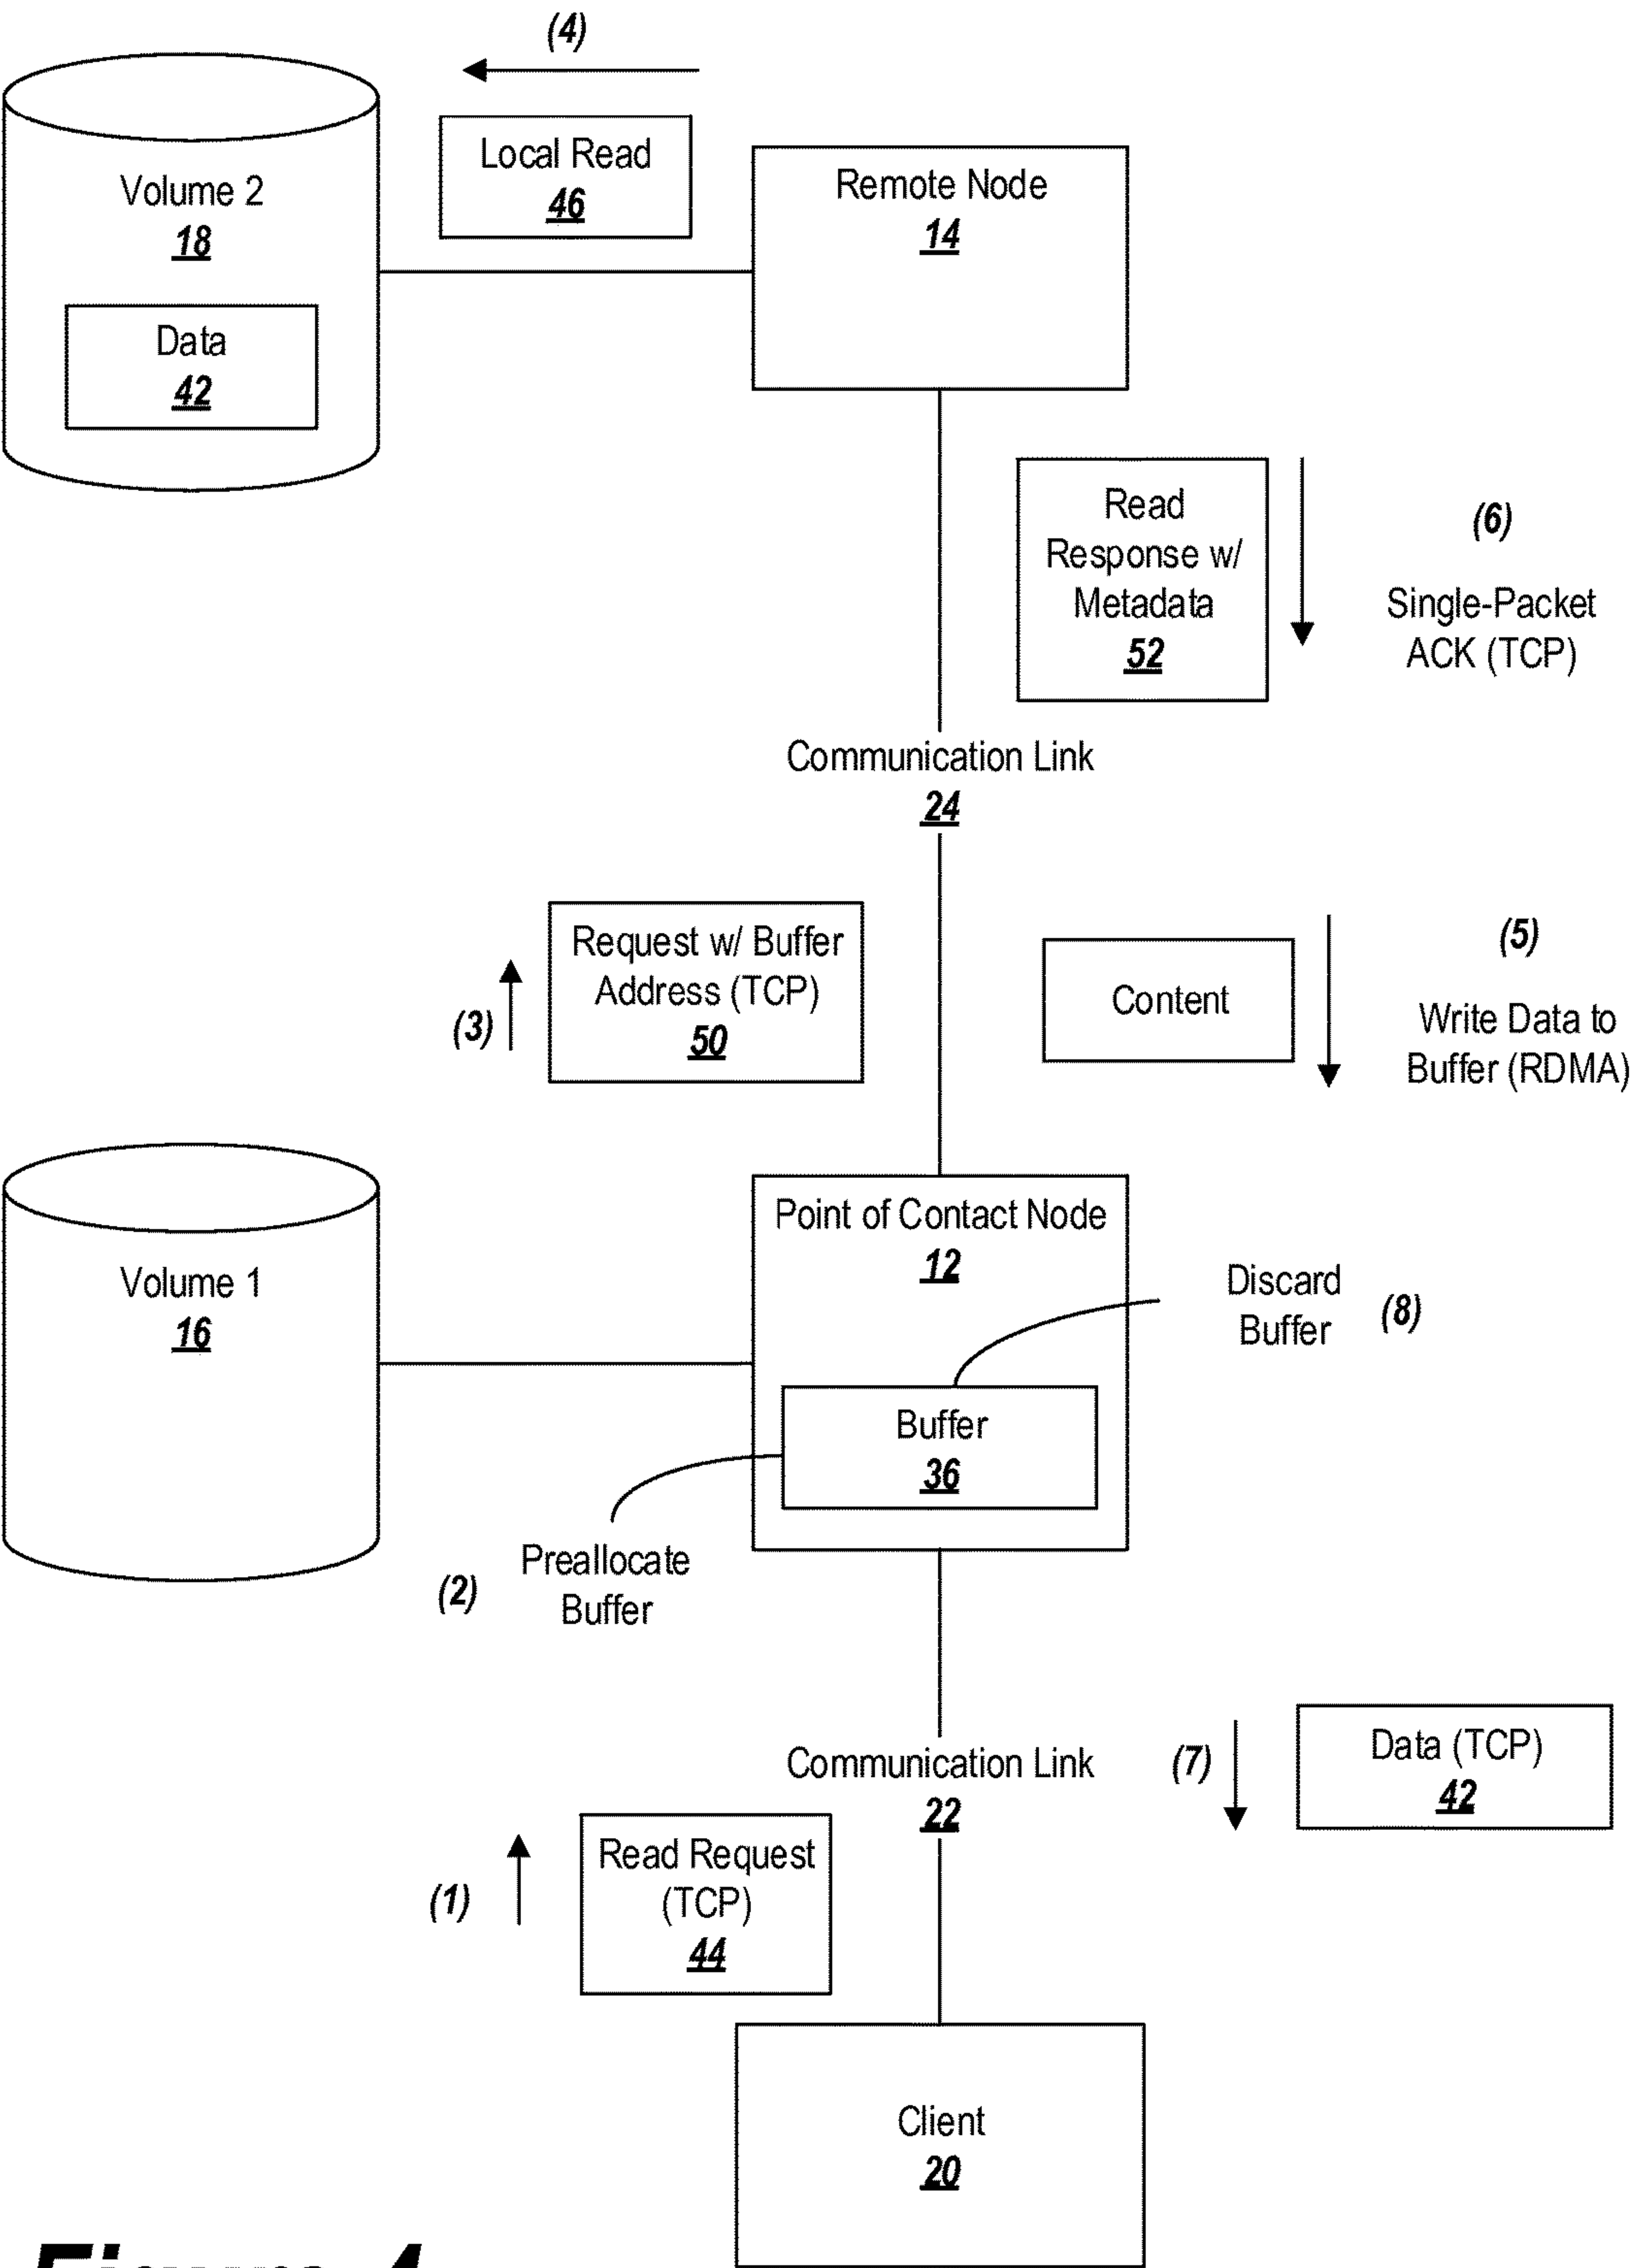 (4)
Local Read
46
Volume 2
18
Data
42
Remote Node
14
Read
Response w/
Metadata
52
(6)
Single-Packet
ACK (TCP)
Communication Link
24
(3)
Request w/ Buffer
Address (TCP)
50
Content
(5)
Write Data to
Buffer (RDMA)
Volume 1
16
Point of Contact Node
12
Buffer
36
Discard
Buffer
(8)
(2)
Preallocate
Buffer
Communication Link
22
(7)
Data (TCP)
42
(1)
Read Request
(TCP)
44
Client
20